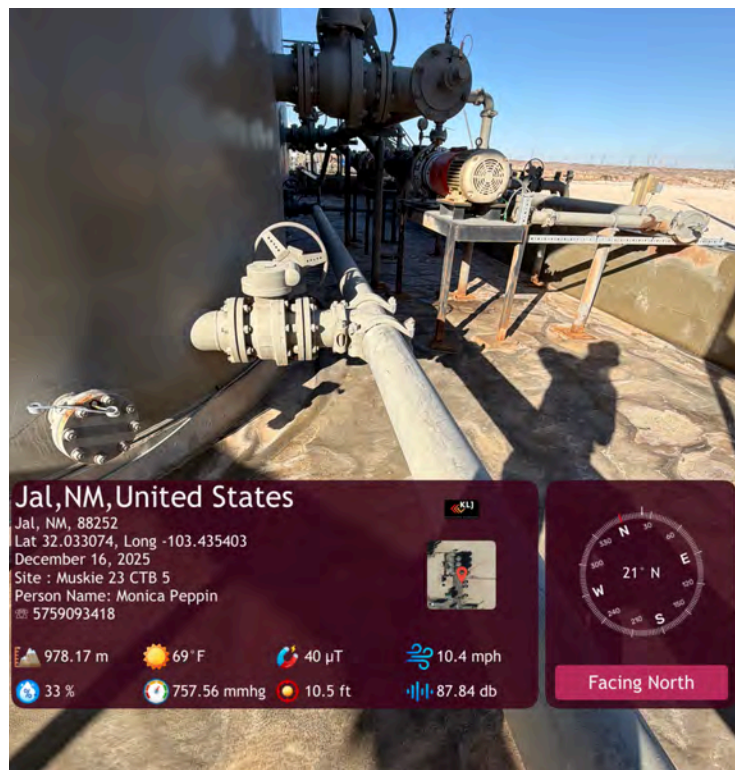 Jal,NM,United States
Jal, NM, 88252
Lat 32.033074, Long -103.435403
December 16, 2025
Site : Muskie 23 CTB 5
Person Name: Monica Peppin
☏ 5759093418
KLJ
978.17 m
69°F
40 µT
10.4 mph
33 %
757.56 mmhg
10.5 ft
87.84 db
N
30
60
E
120
150
S
210
240
W
300
330
21° N
Facing North